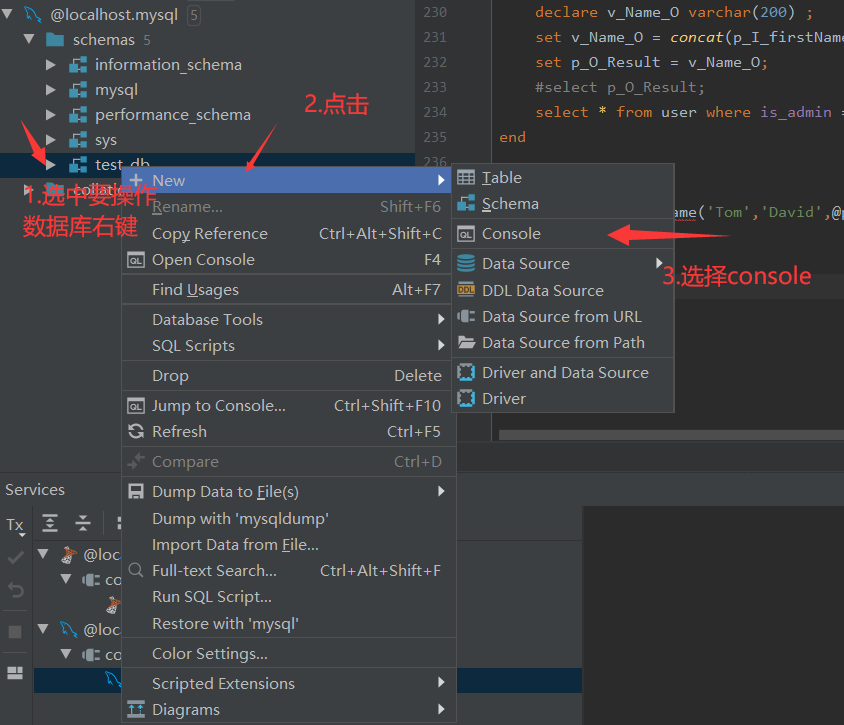 @localhost.mysql 5
schemas 5
information_schema
mysql
performance_schema
sys
test_db
230 declare v_Name_O varchar(200) ;
231 set v_Name_O = concat(p_I_firstName
232 set p_O_Result = v_Name_O;
233 #select p_O_Result;
234 select * from user where is_admin =
235 end
236
ame('Tom','David',@p
1.选中要操作
数据库右键
2.点击
3.选择console
New
Rename... Shift+F6
Copy Reference Ctrl+Alt+Shift+C
Open Console F4
Find Usages Alt+F7
Database Tools
SQL Scripts
Drop Delete
Jump to Console... Ctrl+Shift+F10
Refresh Ctrl+F5
Compare Ctrl+D
Dump Data to File(s)
Dump with 'mysqldump'
Import Data from File...
Full-text Search... Ctrl+Alt+Shift+F
Run SQL Script...
Restore with 'mysql'
Color Settings...
Scripted Extensions
Diagrams
Table
Schema
Console
Data Source
DDL Data Source
Data Source from URL
Data Source from Path
Driver and Data Source
Driver
Services
Tx
@loc
co
@loc
co